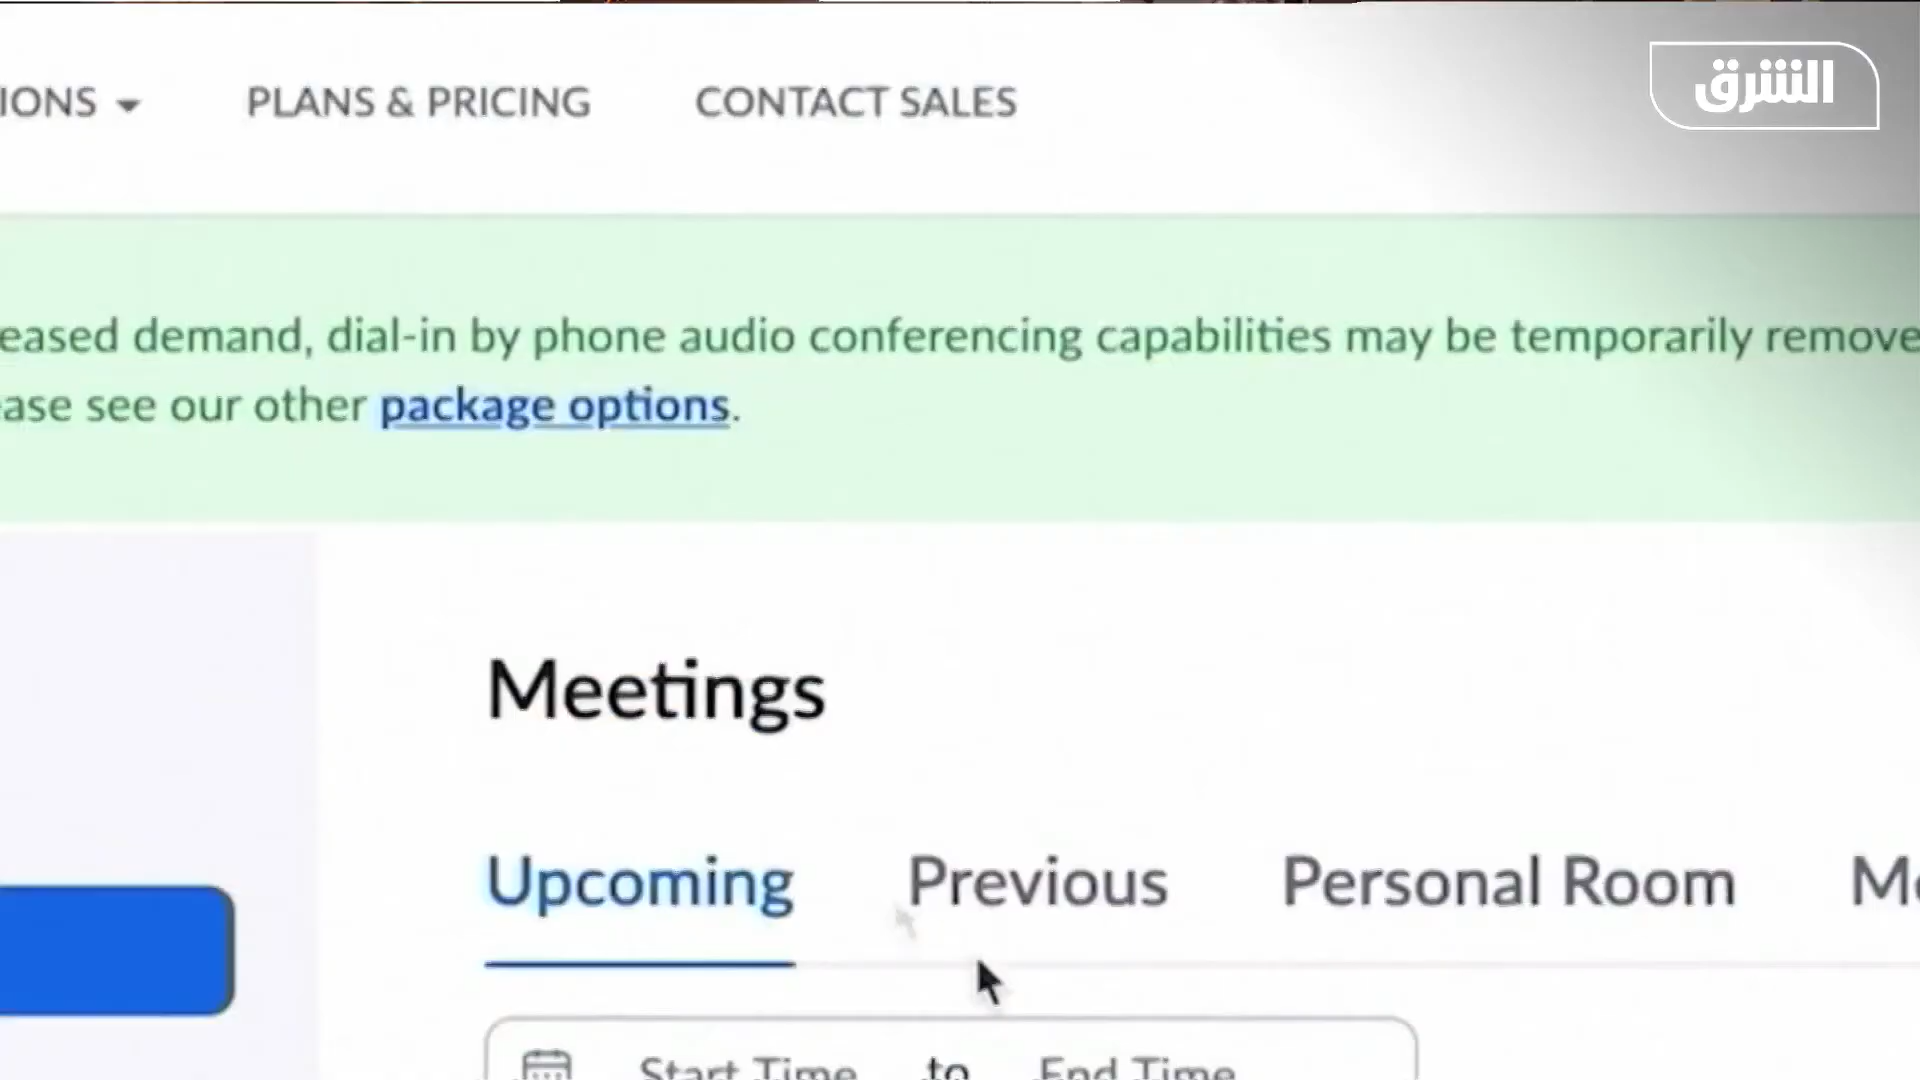 IONS
PLANS & PRICING
CONTACT SALES
الشرق
eased demand, dial-in by phone audio conferencing capabilities may be temporarily remove
ase see our other package options.
Meetings
Upcoming
Previous
Personal Room
Start Time to End Time